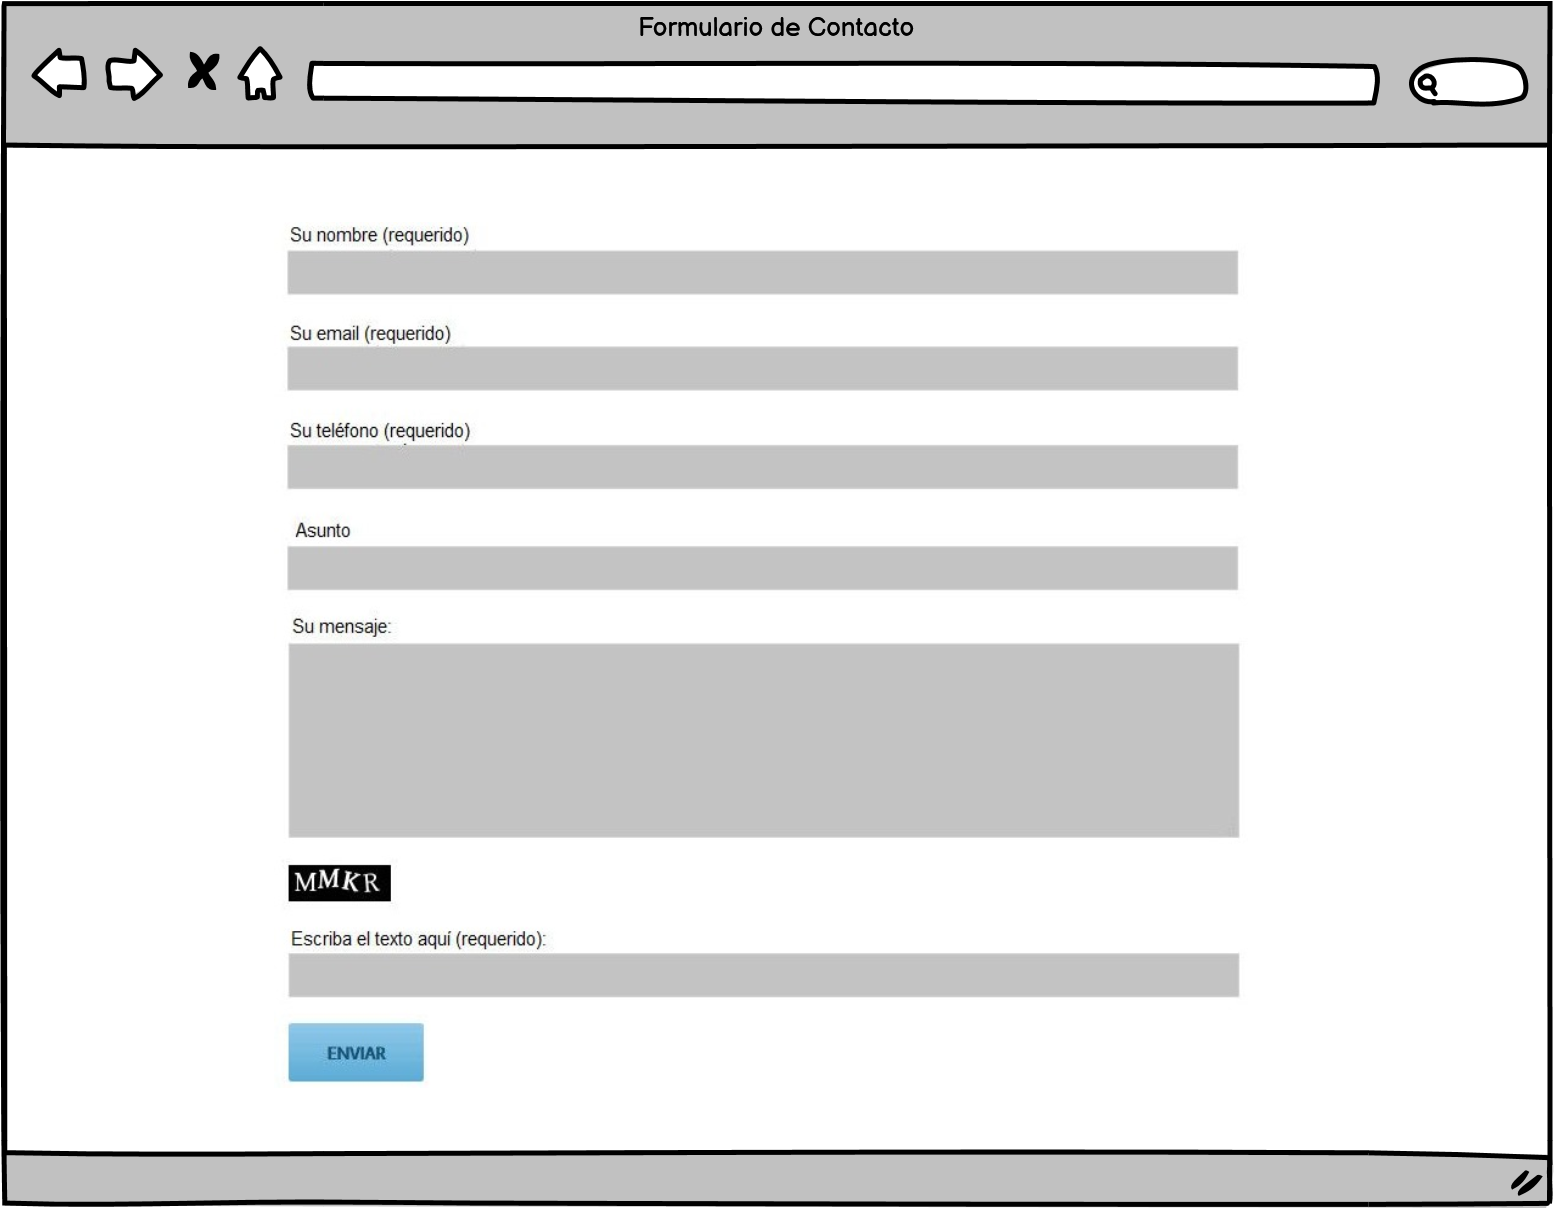 Formulario de Contacto
Su nombre (requerido)
Su email (requerido)
Su teléfono (requerido)
Asunto
Su mensaje:
MMKR
Escriba el texto aquí (requerido):
ENVIAR